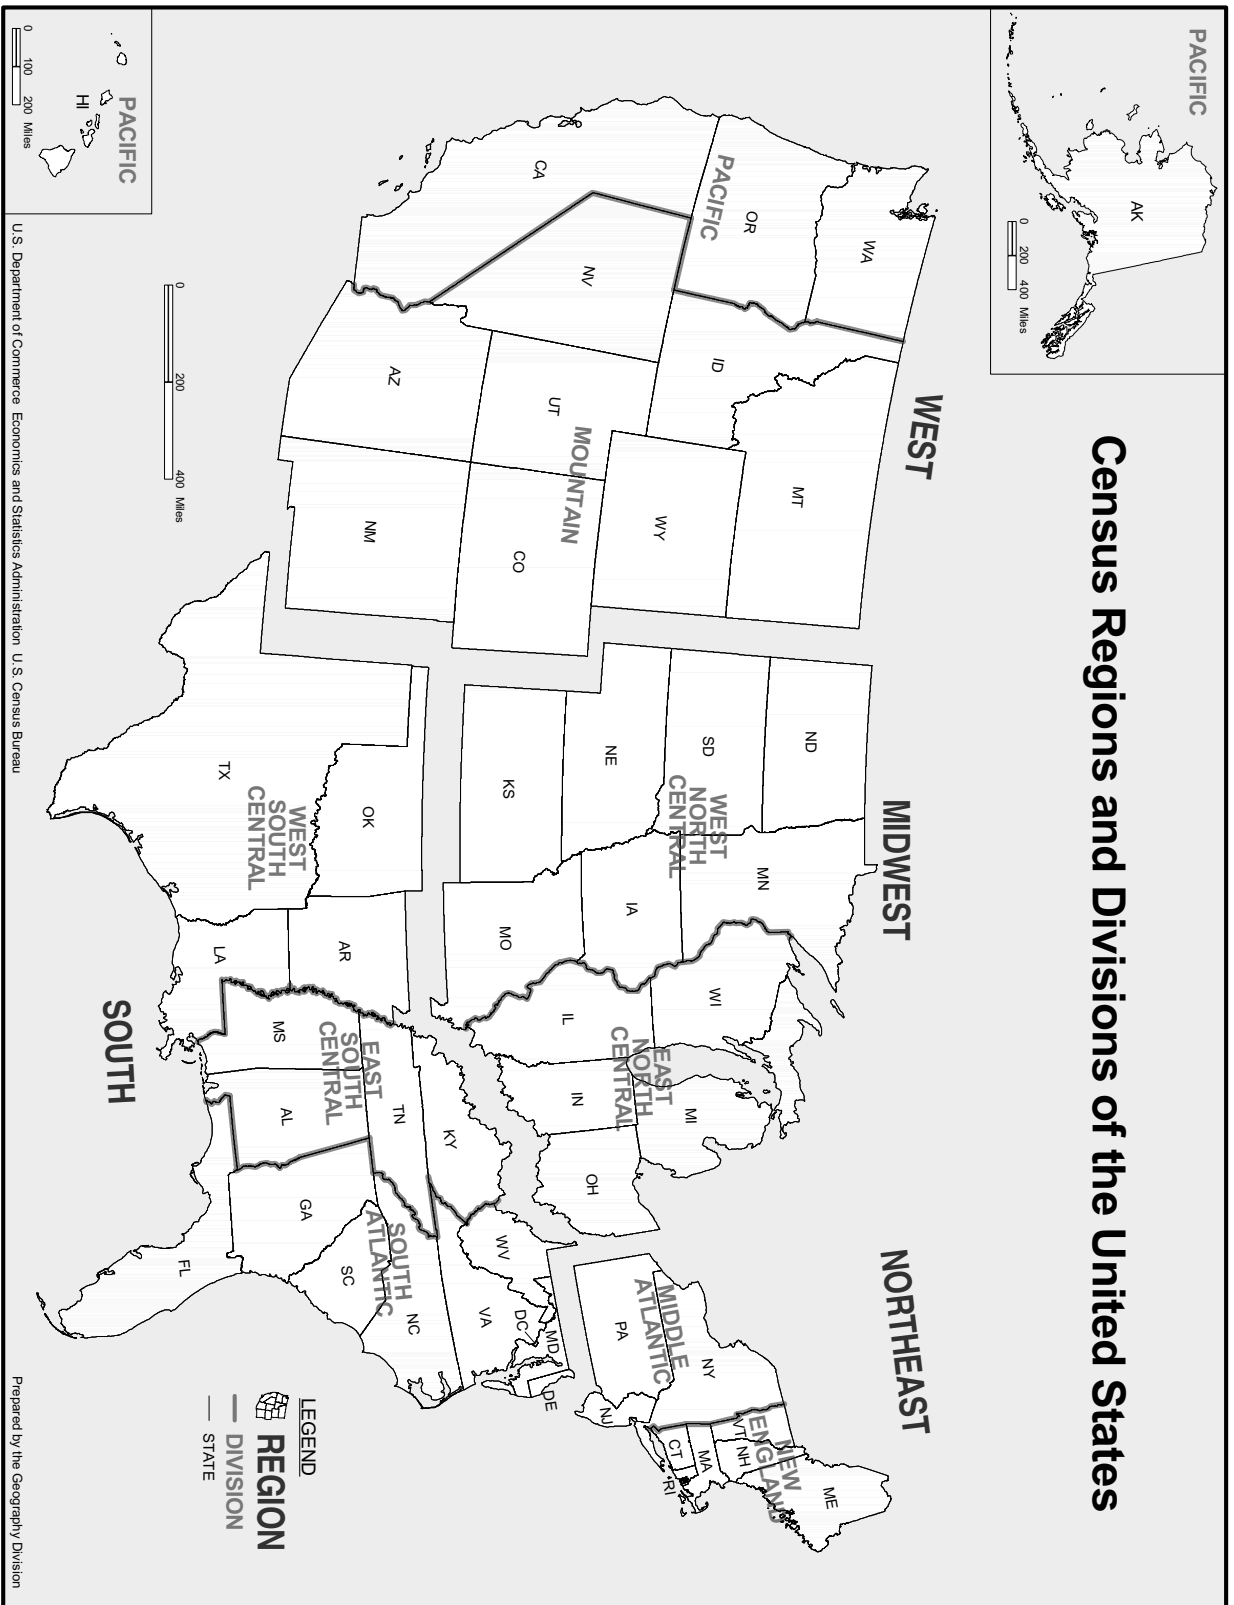 Census Regions and Divisions of the United States
PACIFIC
AK
0 200 400 Miles
WEST
MIDWEST
NORTHEAST
WA
MT
ND
MN
ME
OR
PACIFIC
ID
WY
SD
WEST
NORTH
CENTRAL
WI
MI
NY
VT
NH
NEW
ENGLAND
MA
CT
RI
MIDDLE
ATLANTIC
PA
NJ
NV
UT
MOUNTAIN
CO
NE
IA
IL
IN
OH
EAST
NORTH
CENTRAL
CA
KS
MO
KY
WV
VA
DC
MD
DE
AZ
NM
OK
AR
TN
NC
EAST
SOUTH
CENTRAL
SOUTH
ATLANTIC
SC
TX
WEST
SOUTH
CENTRAL
LA
MS
AL
GA
FL
SOUTH
LEGEND
REGION
DIVISION
STATE
0 200 400 Miles
PACIFIC
HI
0 100 200 Miles
U.S. Department of Commerce Economics and Statistics Administration U.S. Census Bureau
Prepared by the Geography Division